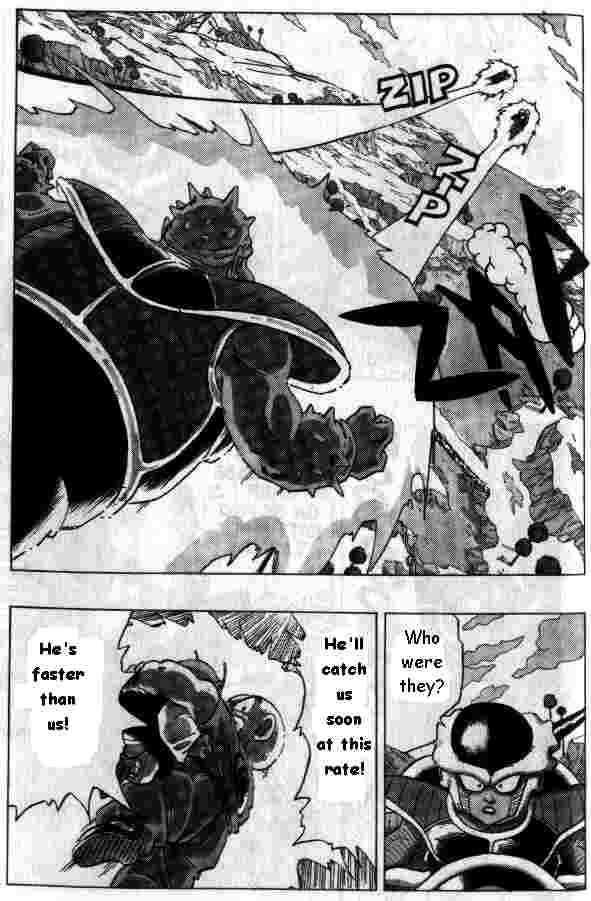 ZIP
ZIP
ZAP
Who
were
they?
He'll
catch
us
soon
at this
rate!
He's
faster
than
us!